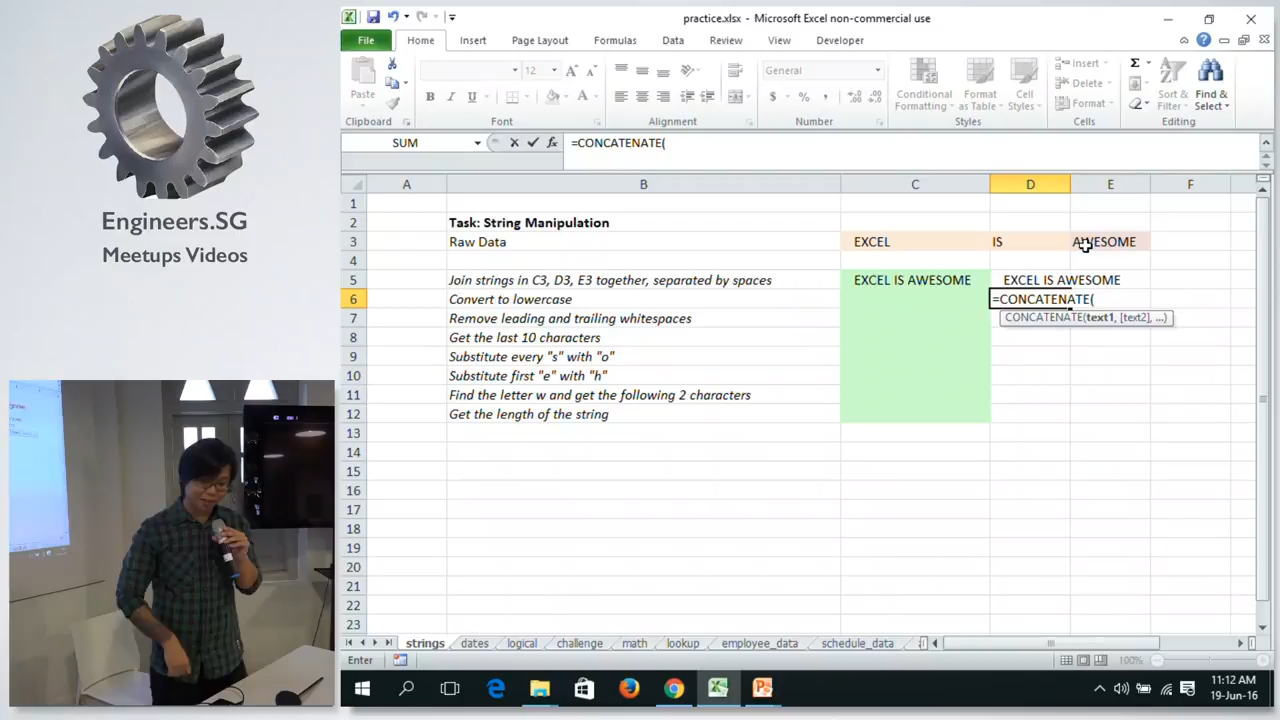 practice.xlsx - Microsoft Excel non-commercial use
File Home Insert Page Layout Formulas Data Review View Developer
Paste
12
General
Conditional Formatting
Format as Table
Cell Styles
Insert
Delete
Format
Sort & Filter
Find & Select
Clipboard Font Alignment Number Styles Cells Editing
SUM =CONCATENATE(
A B C D E F
1
2 Task: String Manipulation
3 Raw Data EXCEL IS AWESOME
4
5 Join strings in C3, D3, E3 together, separated by spaces EXCEL IS AWESOME EXCEL IS AWESOME
6 Convert to lowercase =CONCATENATE(
7 Remove leading and trailing whitespaces CONCATENATE(text1, [text2], ...)
8 Get the last 10 characters
9 Substitute every "s" with "o"
10 Substitute first "e" with "h"
11 Find the letter w and get the following 2 characters
12 Get the length of the string
13
14
15
16
17
18
19
20
21
22
23
strings dates logical challenge math lookup employee_data schedule_data
Enter 100%
11:12 AM
19-Jun-16
Engineers.SG
Meetups Videos